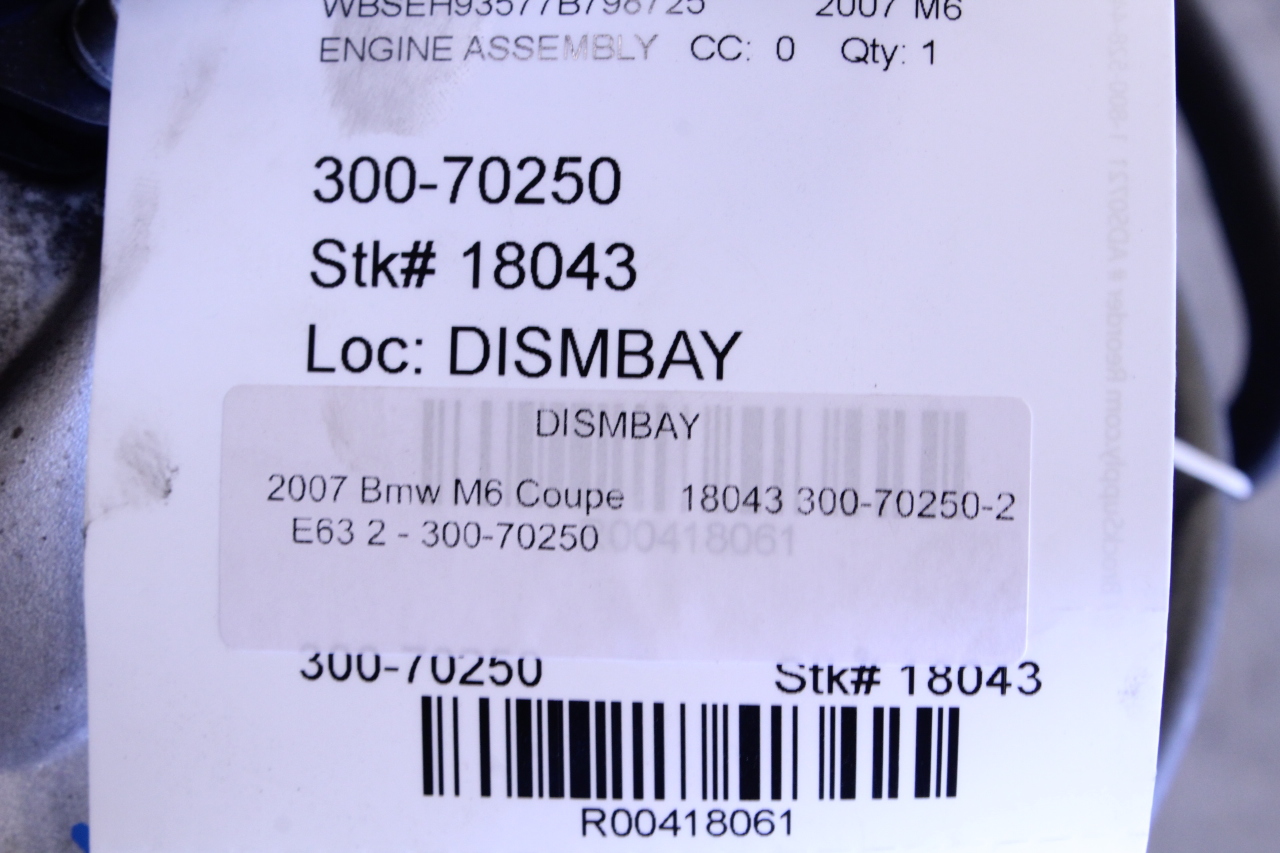 2007 M6
ENGINE ASSEMBLY CC: 0 Qty: 1
300-70250
Stk# 18043
Loc: DISMBAY
DISMBAY
2007 Bmw M6 Coupe 18043 300-70250-2
E63 2 - 300-70250
R00418061
300-70250 Stk# 18043
R00418061